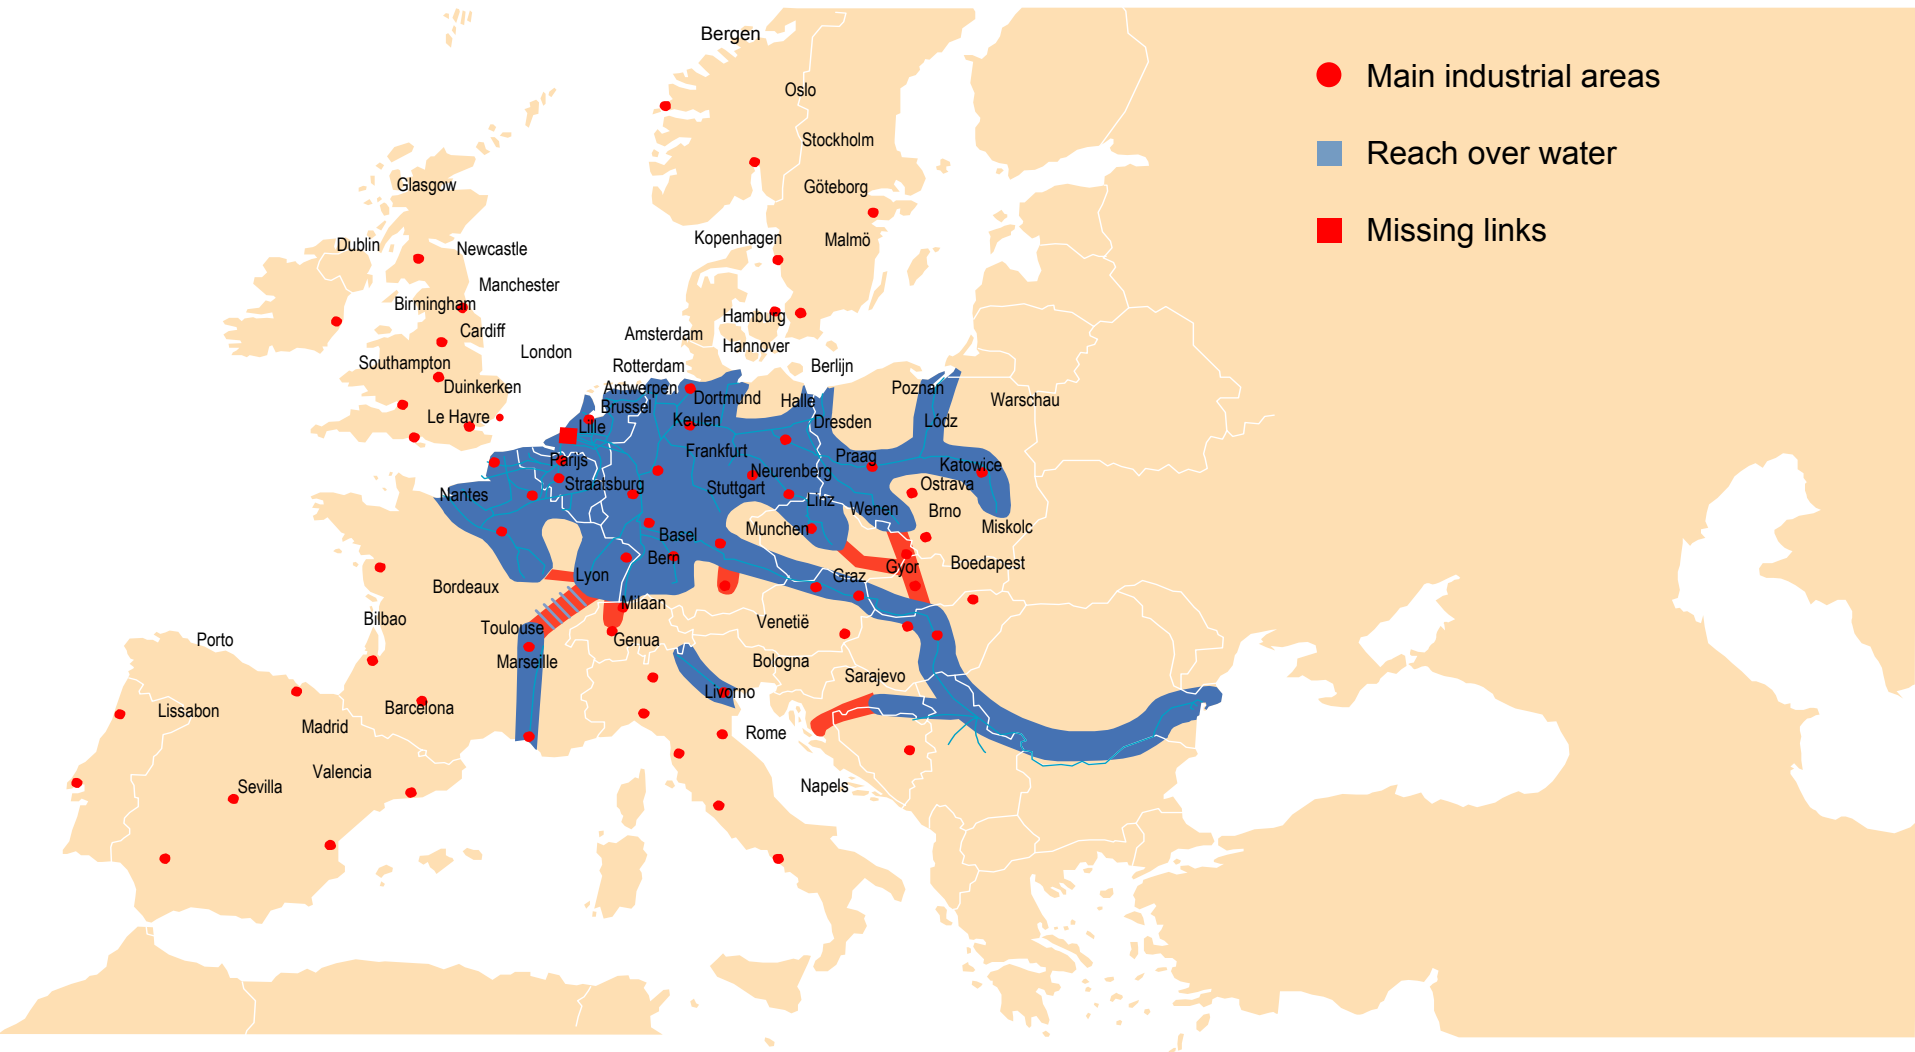 Bergen
Main industrial areas
Oslo
Stockholm
Reach over water
Glasgow
Göteborg
Missing links
Kopenhagen
Malmö
Dublin
Newcastle
Manchester
Birmingham
Hamburg
Cardiff
Amsterdam
Hannover
London
Southampton
Rotterdam
Berlijn
Duinkerken
Antwerpen
Poznan
Dortmund
Halle
Warschau
Brussel
Le Havre
Keulen
Dresden
Lódz
Lille
Frankfurt
Praag
Parijs
Katowice
Neurenberg
Straatsburg
Stuttgart
Ostrava
Nantes
Linz
Wenen
Brno
Munchen
Miskolc
Basel
Bern
Boedapest
Gyor
Lyon
Graz
Bordeaux
Milaan
Bilbao
Venetië
Toulouse
Porto
Genua
Marseille
Bologna
Sarajevo
Livorno
Barcelona
Lissabon
Madrid
Rome
Valencia
Sevilla
Napels